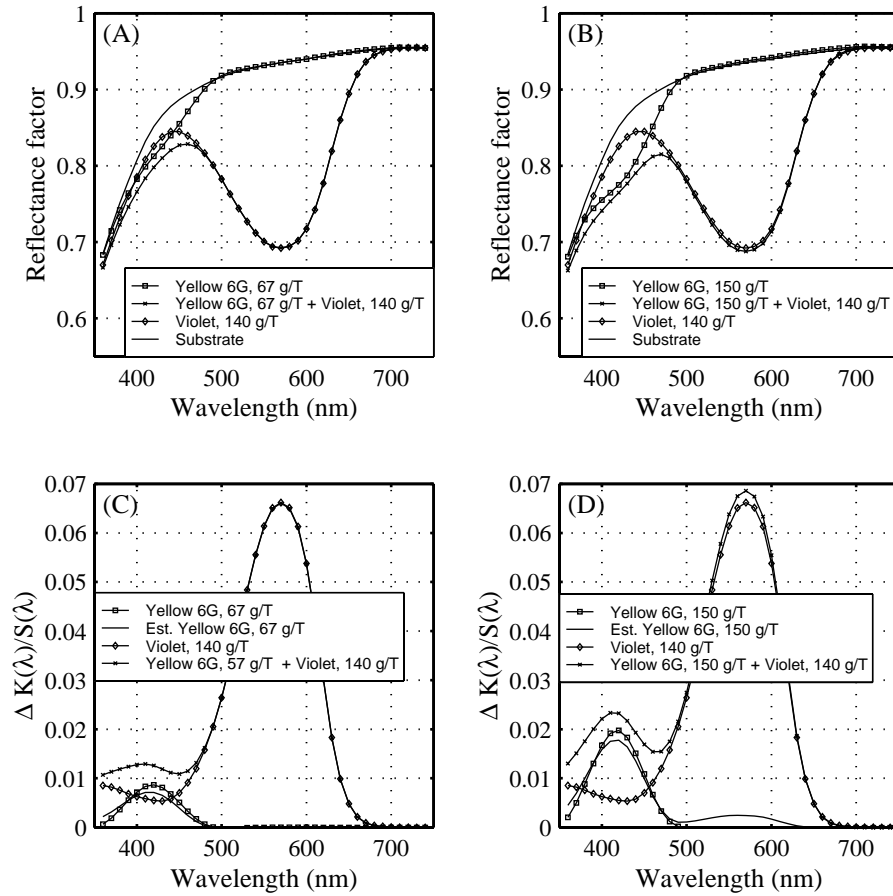 (A)
1
0.9
0.8
0.7
0.6
Reflectance factor
Yellow 6G, 67 g/T
Yellow 6G, 67 g/T + Violet, 140 g/T
Violet, 140 g/T
Substrate
400 500 600 700
Wavelength (nm)
(B)
1
0.9
0.8
0.7
0.6
Reflectance factor
Yellow 6G, 150 g/T
Yellow 6G, 150 g/T + Violet, 140 g/T
Violet, 140 g/T
Substrate
400 500 600 700
Wavelength (nm)
(C)
0.07
0.06
0.05
0.04
0.03
0.02
0.01
0
Δ K(λ)/S(λ)
Yellow 6G, 67 g/T
Est. Yellow 6G, 67 g/T
Violet, 140 g/T
Yellow 6G, 57 g/T + Violet, 140 g/T
400 500 600 700
Wavelength (nm)
(D)
0.07
0.06
0.05
0.04
0.03
0.02
0.01
0
Δ K(λ)/S(λ)
Yellow 6G, 150 g/T
Est. Yellow 6G, 150 g/T
Violet, 140 g/T
Yellow 6G, 150 g/T + Violet, 140 g/T
400 500 600 700
Wavelength (nm)